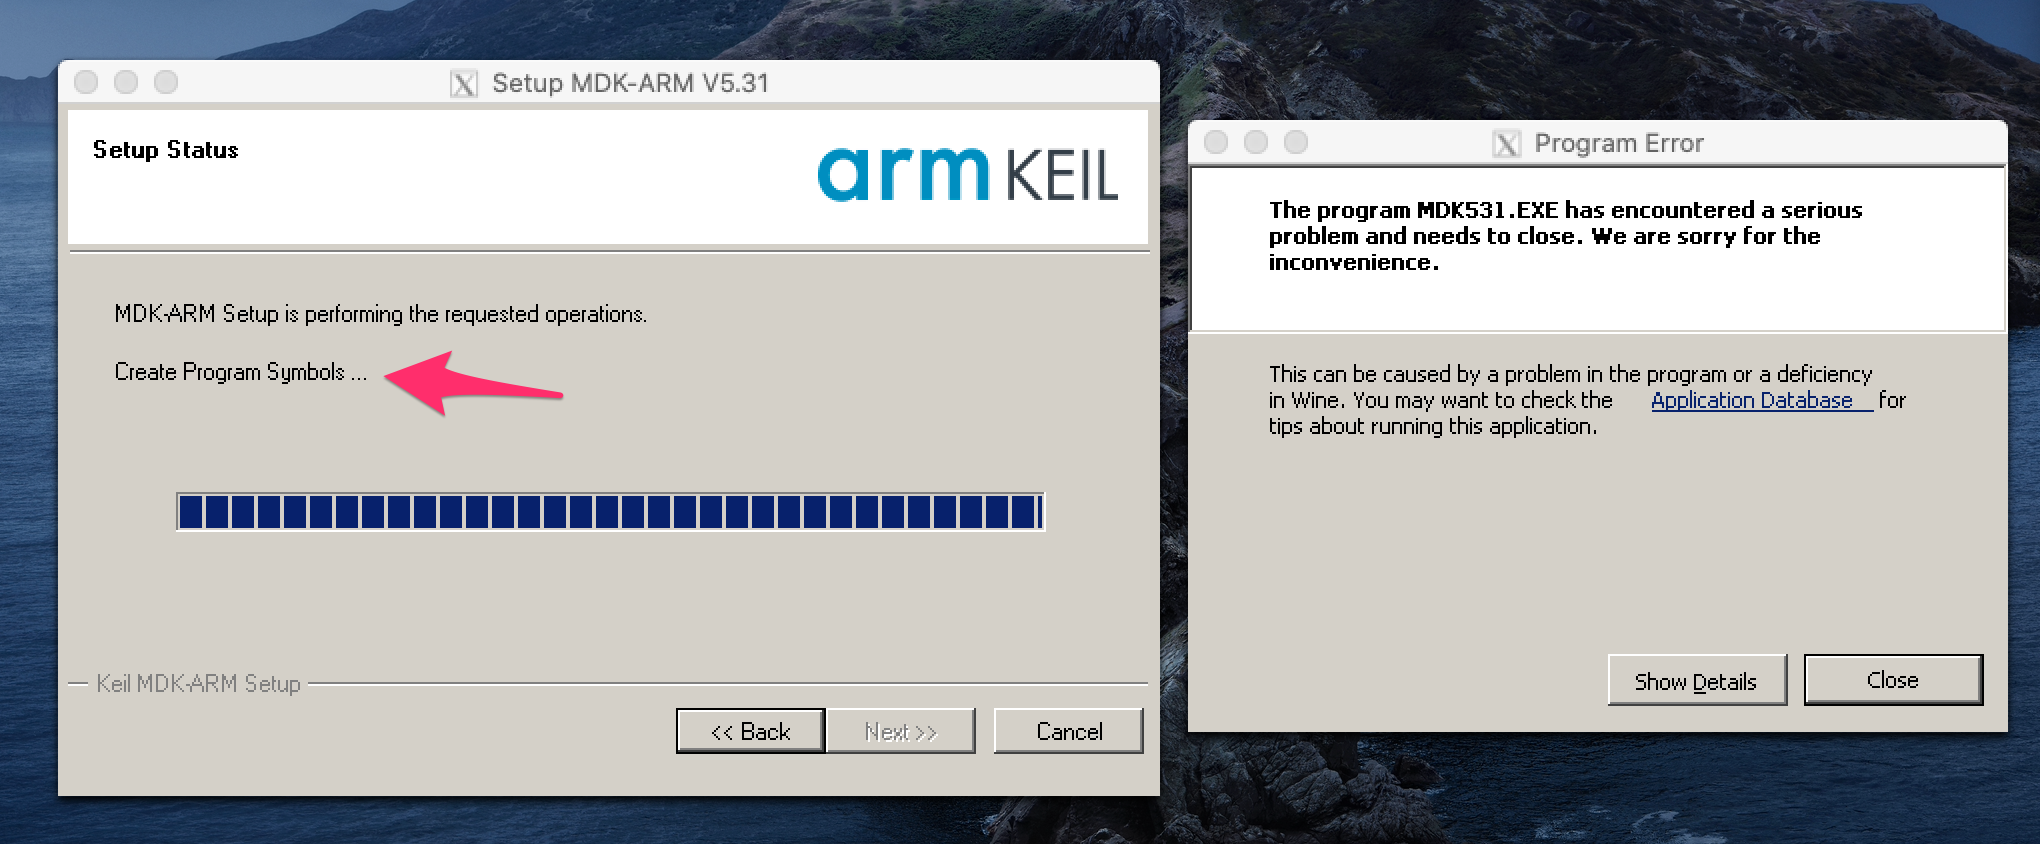 Setup MDK-ARM V5.31
Setup Status
arm KEIL
MDK-ARM Setup is performing the requested operations.
Create Program Symbols ...
Keil MDK-ARM Setup
<< Back
Next >>
Cancel
Program Error
The program MDK531.EXE has encountered a serious
problem and needs to close. We are sorry for the
inconvenience.
This can be caused by a problem in the program or a deficiency
in Wine. You may want to check the Application Database for
tips about running this application.
Show Details
Close